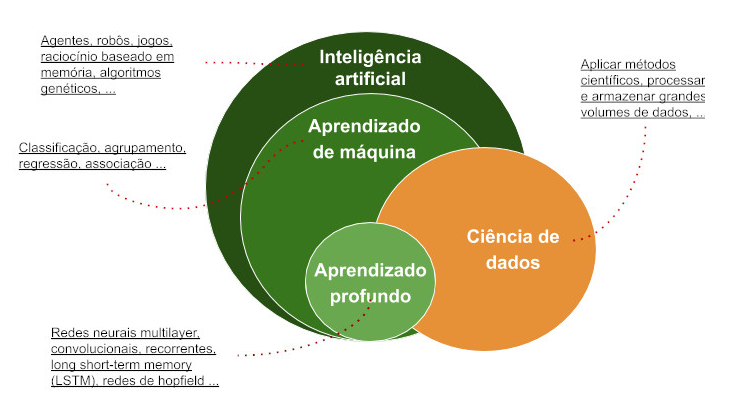 Agentes, robôs, jogos,
raciocínio baseado em
memória, algoritmos
genéticos, ...
Inteligência
artificial
Aplicar métodos
científicos, processar
e armazenar grandes
volumes de dados, ...
Aprendizado
de máquina
Classificação, agrupamento,
regressão, associação ...
Ciência de
dados
Aprendizado
profundo
Redes neurais multilayer,
convolucionais, recorrentes,
long short-term memory
(LSTM), redes de hopfield ...